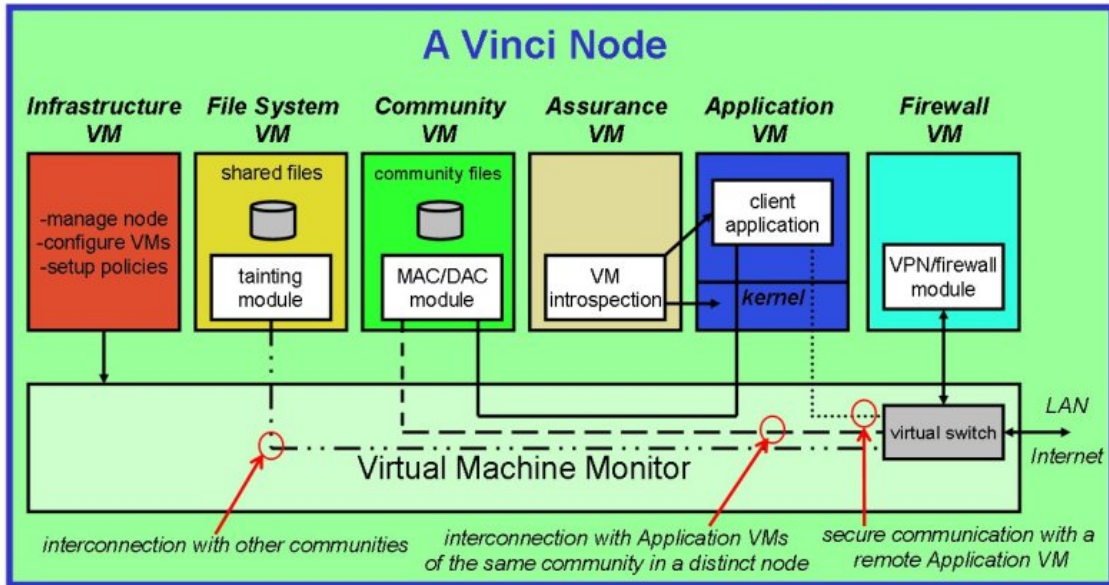 A Vinci Node
Infrastructure
VM
File System
VM
Community
VM
Assurance
VM
Application
VM
Firewall
VM
-manage node
-configure VMs
-setup policies
shared files
tainting
module
community files
MAC/DAC
module
VM
introspection
client
application
kernel
VPN/firewall
module
virtual switch
LAN
Internet
Virtual Machine Monitor
interconnection with other communities
interconnection with Application VMs
of the same community in a distinct node
secure communication with a
remote Application VM